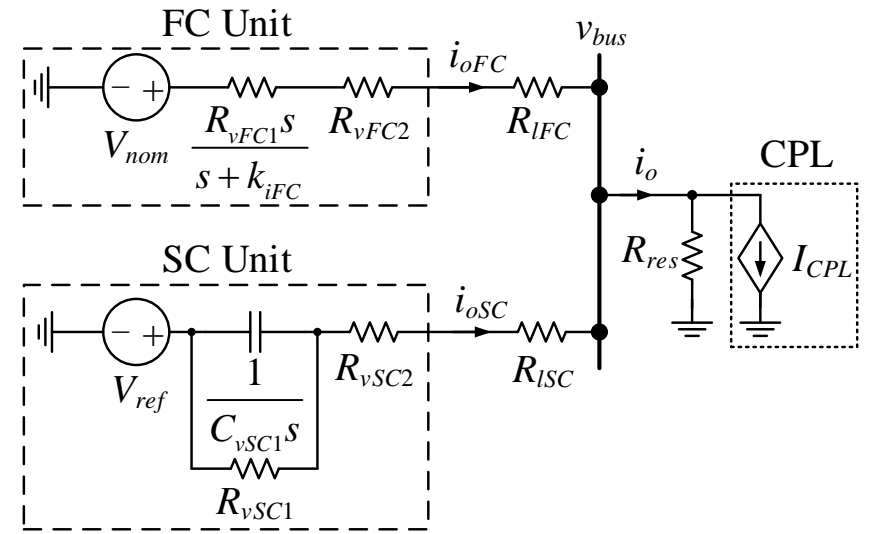 FC Unit
V_nom
− +
R_vFC1 s
s + k_iFC
R_vFC2
i_oFC
R_lFC
v_bus
i_o
CPL
R_res
I_CPL
SC Unit
V_ref
− +
1
C_vSC1 s
R_vSC1
R_vSC2
i_oSC
R_lSC